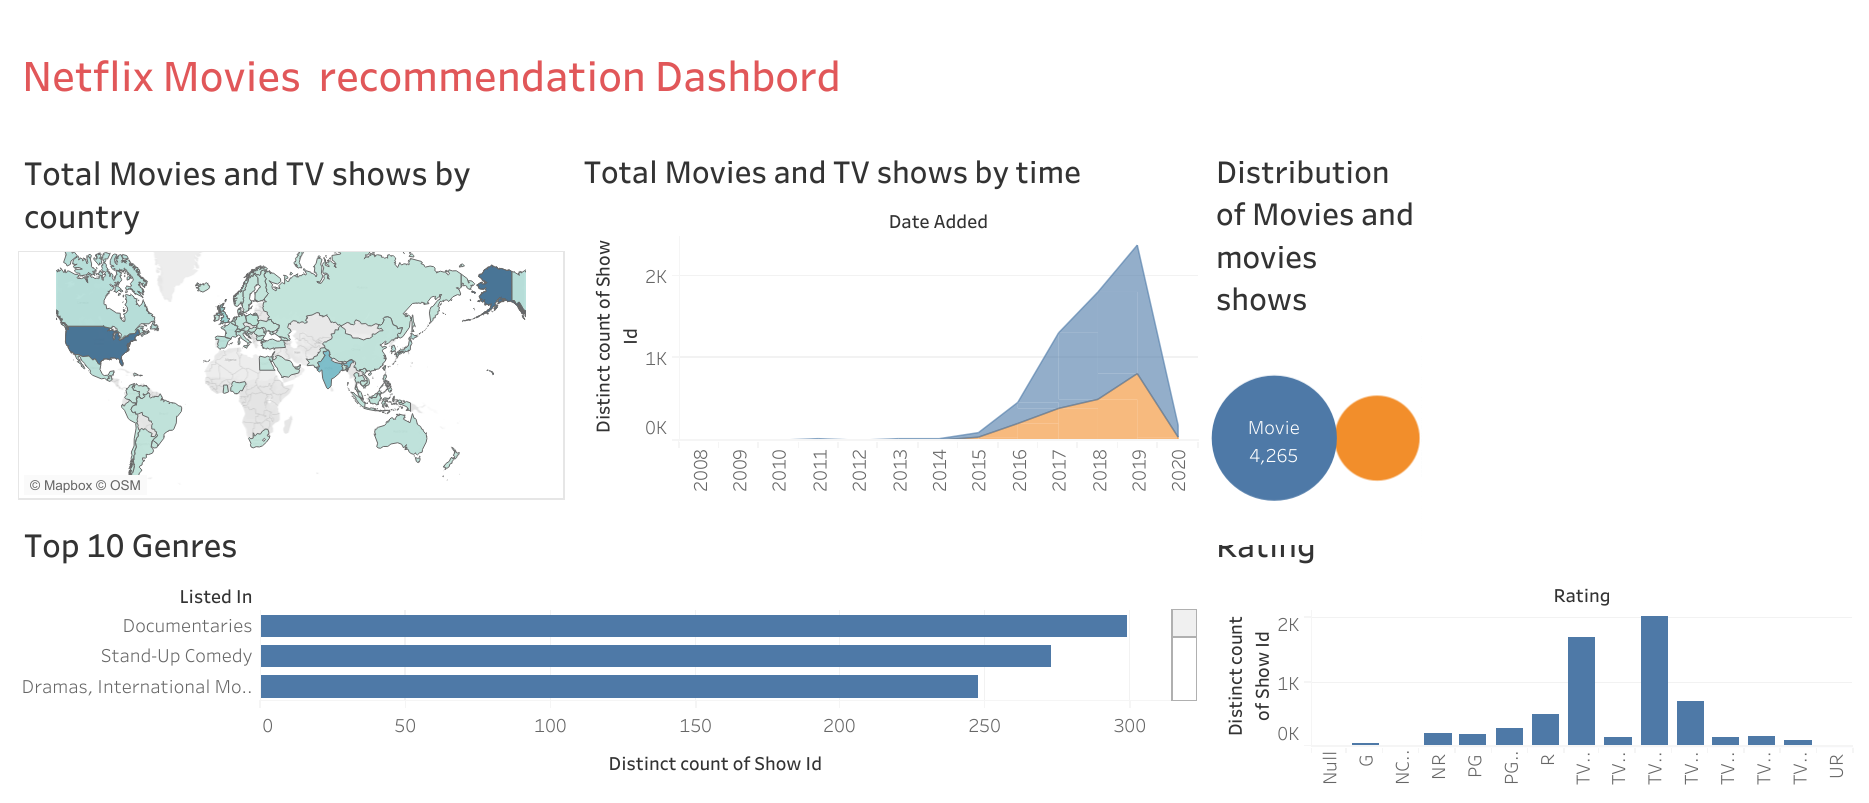 Netflix Movies  recommendation Dashbord
Total Movies and TV shows by
country
© Mapbox © OSM
Total Movies and TV shows by time
Date Added
Distinct count of Show
Id
2K
1K
0K
2008
2009
2010
2011
2012
2013
2014
2015
2016
2017
2018
2019
2020
Distribution
of Movies and
movies
shows
Movie
4,265
Top 10 Genres
Listed In
Documentaries
Stand-Up Comedy
Dramas, International Mo..
0
50
100
150
200
250
300
Distinct count of Show Id
Rating
Rating
Distinct count
of Show Id
2K
1K
0K
Null
G
NC..
NR
PG
PG..
R
TV..
TV..
TV..
TV..
TV..
TV..
TV..
UR